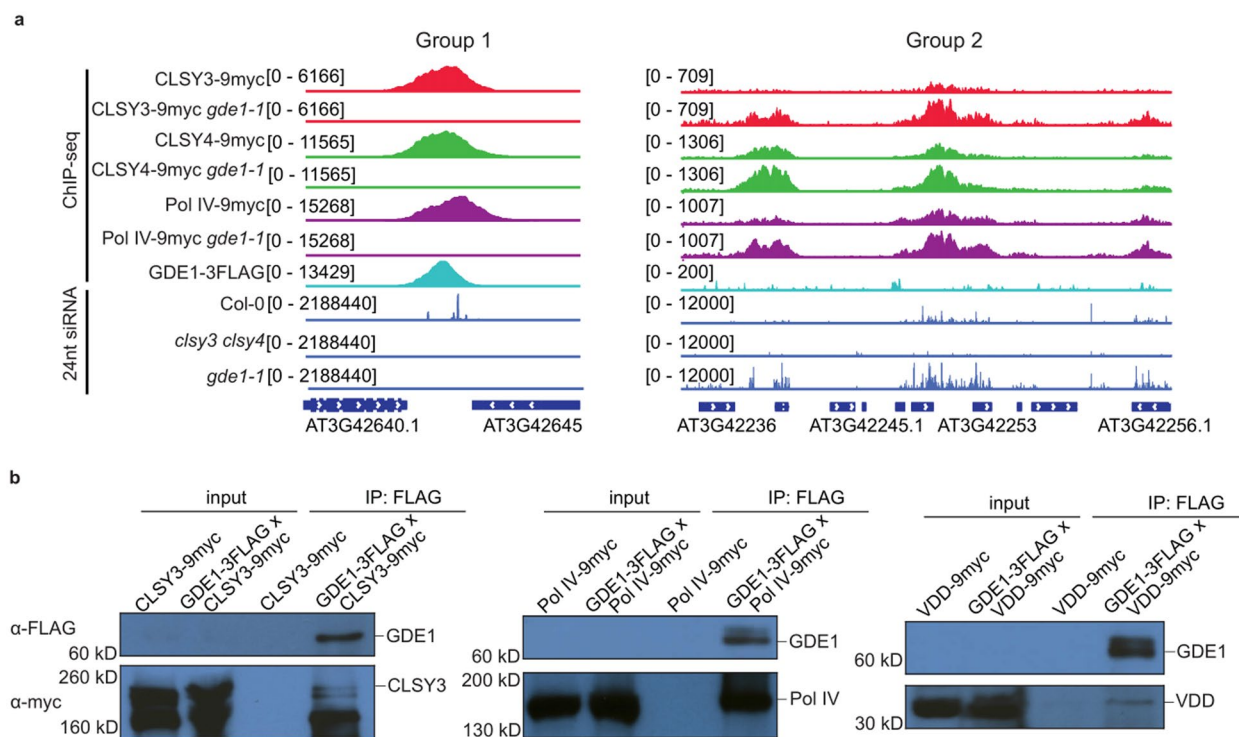 a
Group 1
Group 2
ChIP-seq
CLSY3-9myc [0 - 6166] [0 - 709]
CLSY3-9myc gde1-1 [0 - 6166] [0 - 709]
CLSY4-9myc [0 - 11565] [0 - 1306]
CLSY4-9myc gde1-1 [0 - 11565] [0 - 1306]
Pol IV-9myc [0 - 15268] [0 - 1007]
Pol IV-9myc gde1-1 [0 - 15268] [0 - 1007]
GDE1-3FLAG [0 - 13429] [0 - 200]
24nt siRNA
Col-0 [0 - 2188440] [0 - 12000]
clsy3 clsy4 [0 - 2188440] [0 - 12000]
gde1-1 [0 - 2188440] [0 - 12000]
AT3G42640.1 AT3G42645 AT3G42236 AT3G42245.1 AT3G42253 AT3G42256.1
b
input IP: FLAG
CLSY3-9myc
GDE1-3FLAG x
CLSY3-9myc
CLSY3-9myc
GDE1-3FLAG x
CLSY3-9myc
α-FLAG
60 kD
GDE1
α-myc
260 kD
160 kD
CLSY3
input IP: FLAG
Pol IV-9myc
GDE1-3FLAG x
Pol IV-9myc
Pol IV-9myc
GDE1-3FLAG x
Pol IV-9myc
60 kD
GDE1
200 kD
130 kD
Pol IV
input IP: FLAG
VDD-9myc
GDE1-3FLAG x
VDD-9myc
VDD-9myc
GDE1-3FLAG x
VDD-9myc
60 kD
GDE1
30 kD
VDD